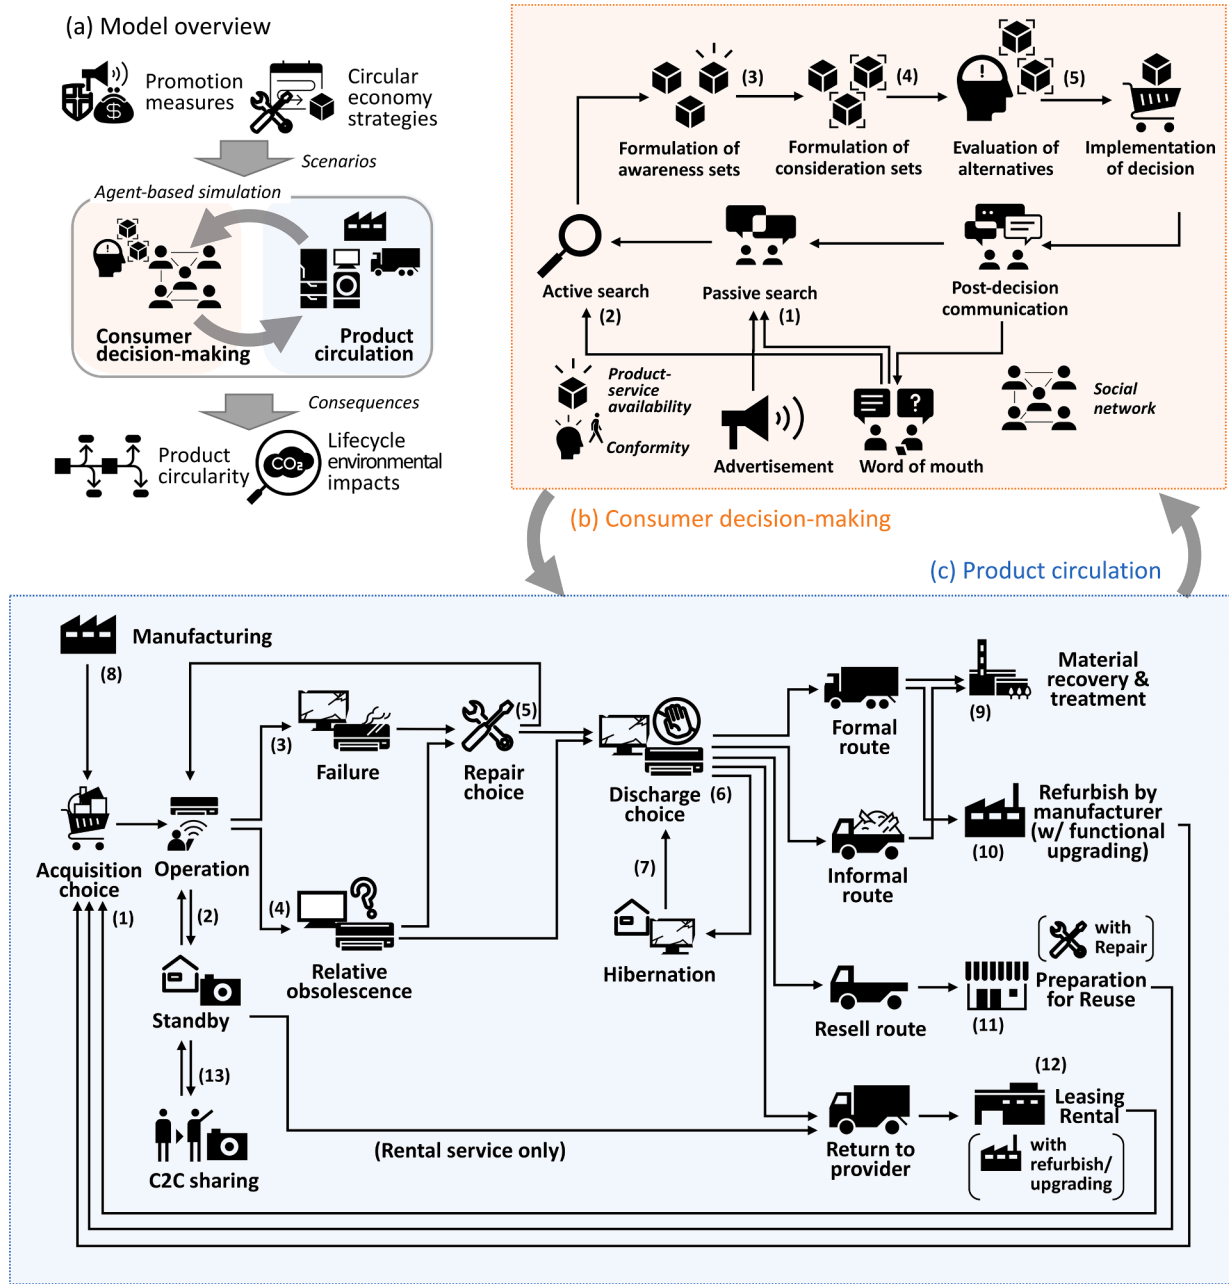 (a) Model overview
Promotion
measures
Circular
economy
strategies
Scenarios
Agent-based simulation
Consumer
decision-making
Product
circulation
Consequences
Product
circularity
CO₂
Lifecycle
environmental
impacts
(3)
(4)
(5)
Formulation of
awareness sets
Formulation of
consideration sets
Evaluation of
alternatives
Implementation
of decision
Active search
(2)
Passive search
(1)
Post-decision
communication
Product-
service
availability
Conformity
Advertisement
Word of mouth
Social
network
(b) Consumer decision-making
(c) Product circulation
Manufacturing
(8)
Acquisition
choice
(1)
Operation
(2)
(3)
Failure
(4)
Relative
obsolescence
Repair
choice
(5)
Discharge
choice
(6)
(7)
Hibernation
Standby
(13)
C2C sharing
(Rental service only)
Formal
route
Informal
route
Resell route
Return to
provider
Material
recovery &
treatment
(9)
Refurbish by
manufacturer
(w/ functional
upgrading)
(10)
with
Repair
Preparation
for Reuse
(11)
(12)
Leasing
Rental
with
refurbish/
upgrading